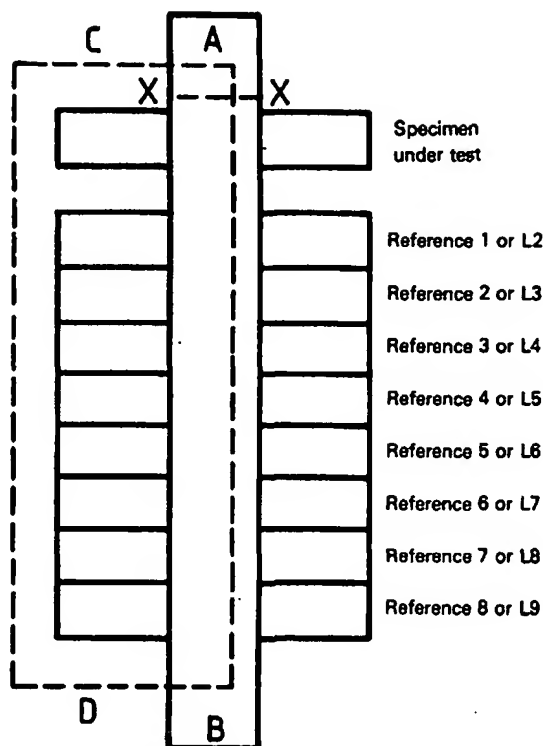 C A
X X
Specimen
under test
Reference 1 or L2
Reference 2 or L3
Reference 3 or L4
Reference 4 or L5
Reference 5 or L6
Reference 6 or L7
Reference 7 or L8
Reference 8 or L9
D B